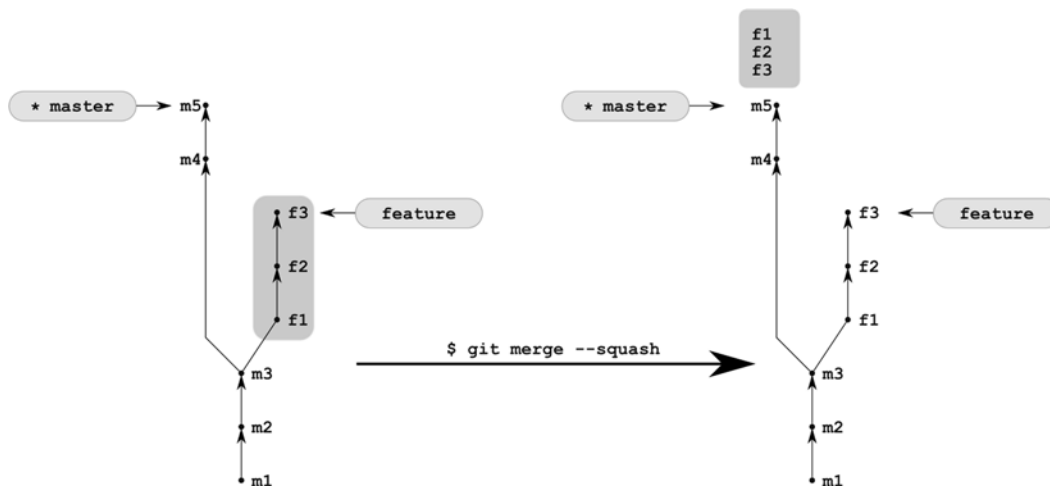 * master
m5
m4
f3
feature
f2
f1
m3
m2
m1
$ git merge --squash
f1
f2
f3
* master
m5
m4
f3
feature
f2
f1
m3
m2
m1